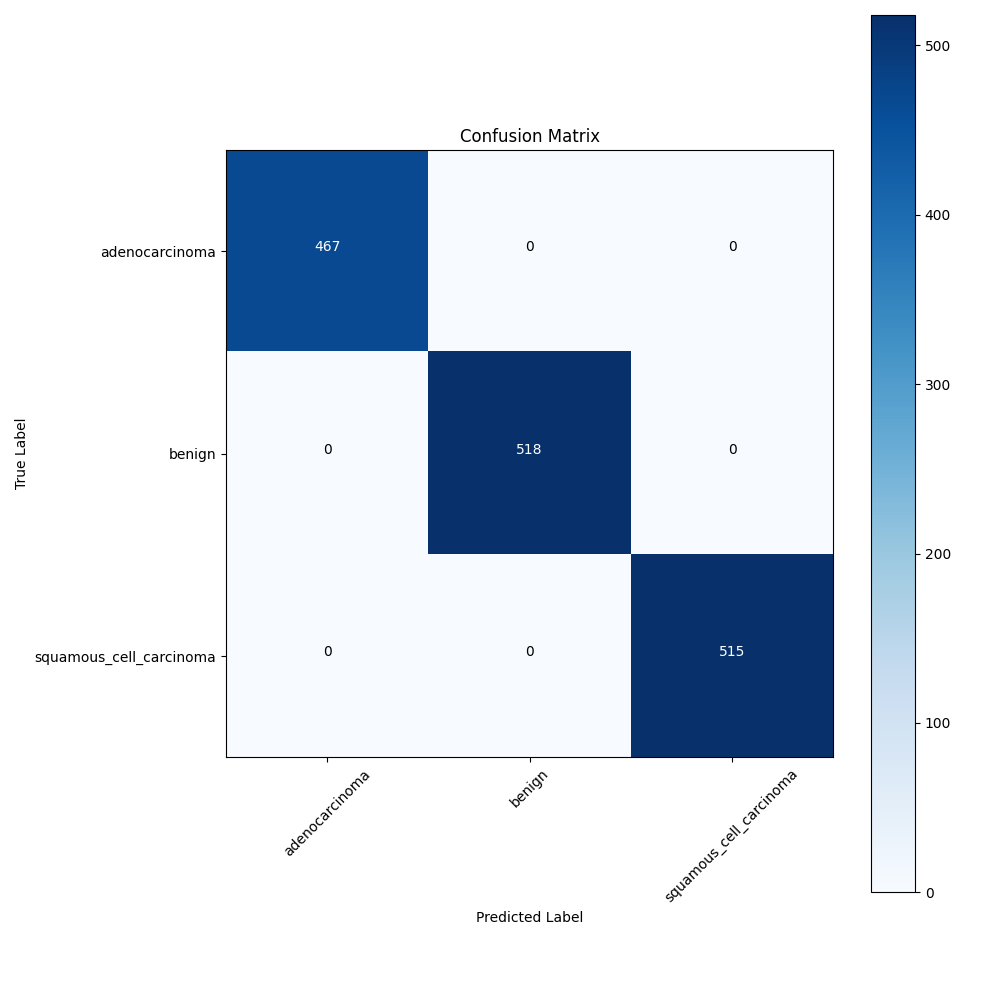 Confusion Matrix
True Label
adenocarcinoma
467 0 0
benign
0 518 0
squamous_cell_carcinoma
0 0 515
adenocarcinoma
benign
squamous_cell_carcinoma
Predicted Label
500
400
300
200
100
0